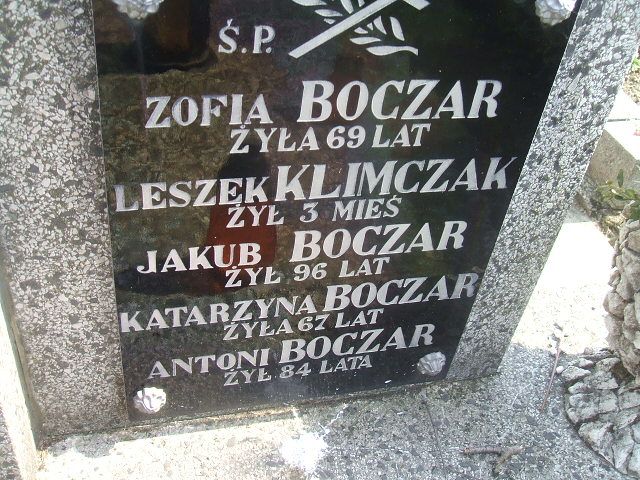 Ś.P.
ZOFIA BOCZAR
ŻYŁA 69 LAT
LESZEK KLIMCZAK
ŻYŁ 3 MIEŚ
JAKUB BOCZAR
ŻYŁ 96 LAT
KATARZYNA BOCZAR
ŻYŁA 67 LAT
ANTONI BOCZAR
ŻYŁ 84 LATA